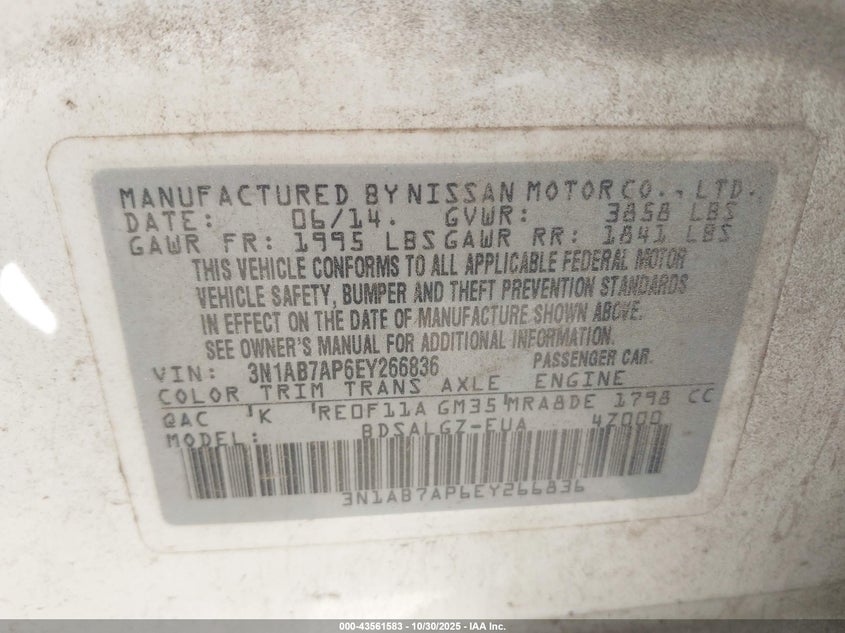 MANUFACTURED BY NISSAN MOTOR CO., LTD.
DATE: 06/14. GVWR: 3858 LBS
GAWR FR: 1995 LBS GAWR RR: 1841 LBS
THIS VEHICLE CONFORMS TO ALL APPLICABLE FEDERAL MOTOR
VEHICLE SAFETY, BUMPER AND THEFT PREVENTION STANDARDS
IN EFFECT ON THE DATE OF MANUFACTURE SHOWN ABOVE.
SEE OWNER'S MANUAL FOR ADDITIONAL INFORMATION.
VIN: 3N1AB7AP6EY266836 PASSENGER CAR.
COLOR TRIM TRANS AXLE ENGINE
QAC K RE0F11A GM35 MRA8DE 1798 CC
MODEL: BDSALGZ-EUA 4Z000
3N1AB7AP6EY266836
000-43561583 - 10/30/2025 - IAA Inc.